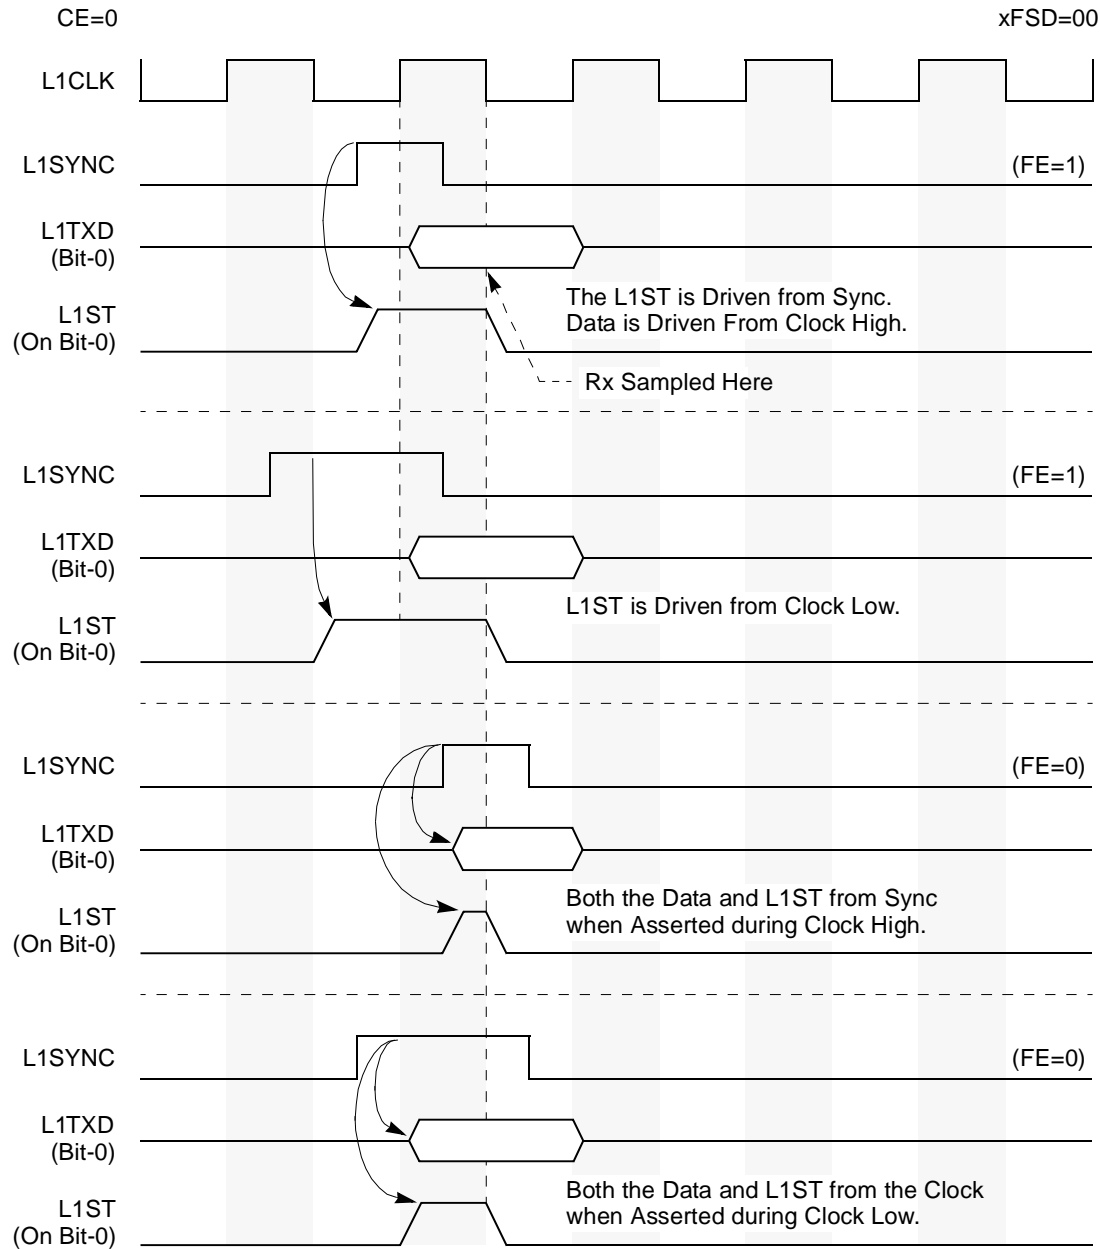 CE=0 xFSD=00
L1CLK
L1SYNC (FE=1)
L1TXD
(Bit-0)
The L1ST is Driven from Sync.
Data is Driven From Clock High.
L1ST
(On Bit-0)
Rx Sampled Here
L1SYNC (FE=1)
L1TXD
(Bit-0)
L1ST is Driven from Clock Low.
L1ST
(On Bit-0)
L1SYNC (FE=0)
L1TXD
(Bit-0)
Both the Data and L1ST from Sync
when Asserted during Clock High.
L1ST
(On Bit-0)
L1SYNC (FE=0)
L1TXD
(Bit-0)
Both the Data and L1ST from the Clock
when Asserted during Clock Low.
L1ST
(On Bit-0)